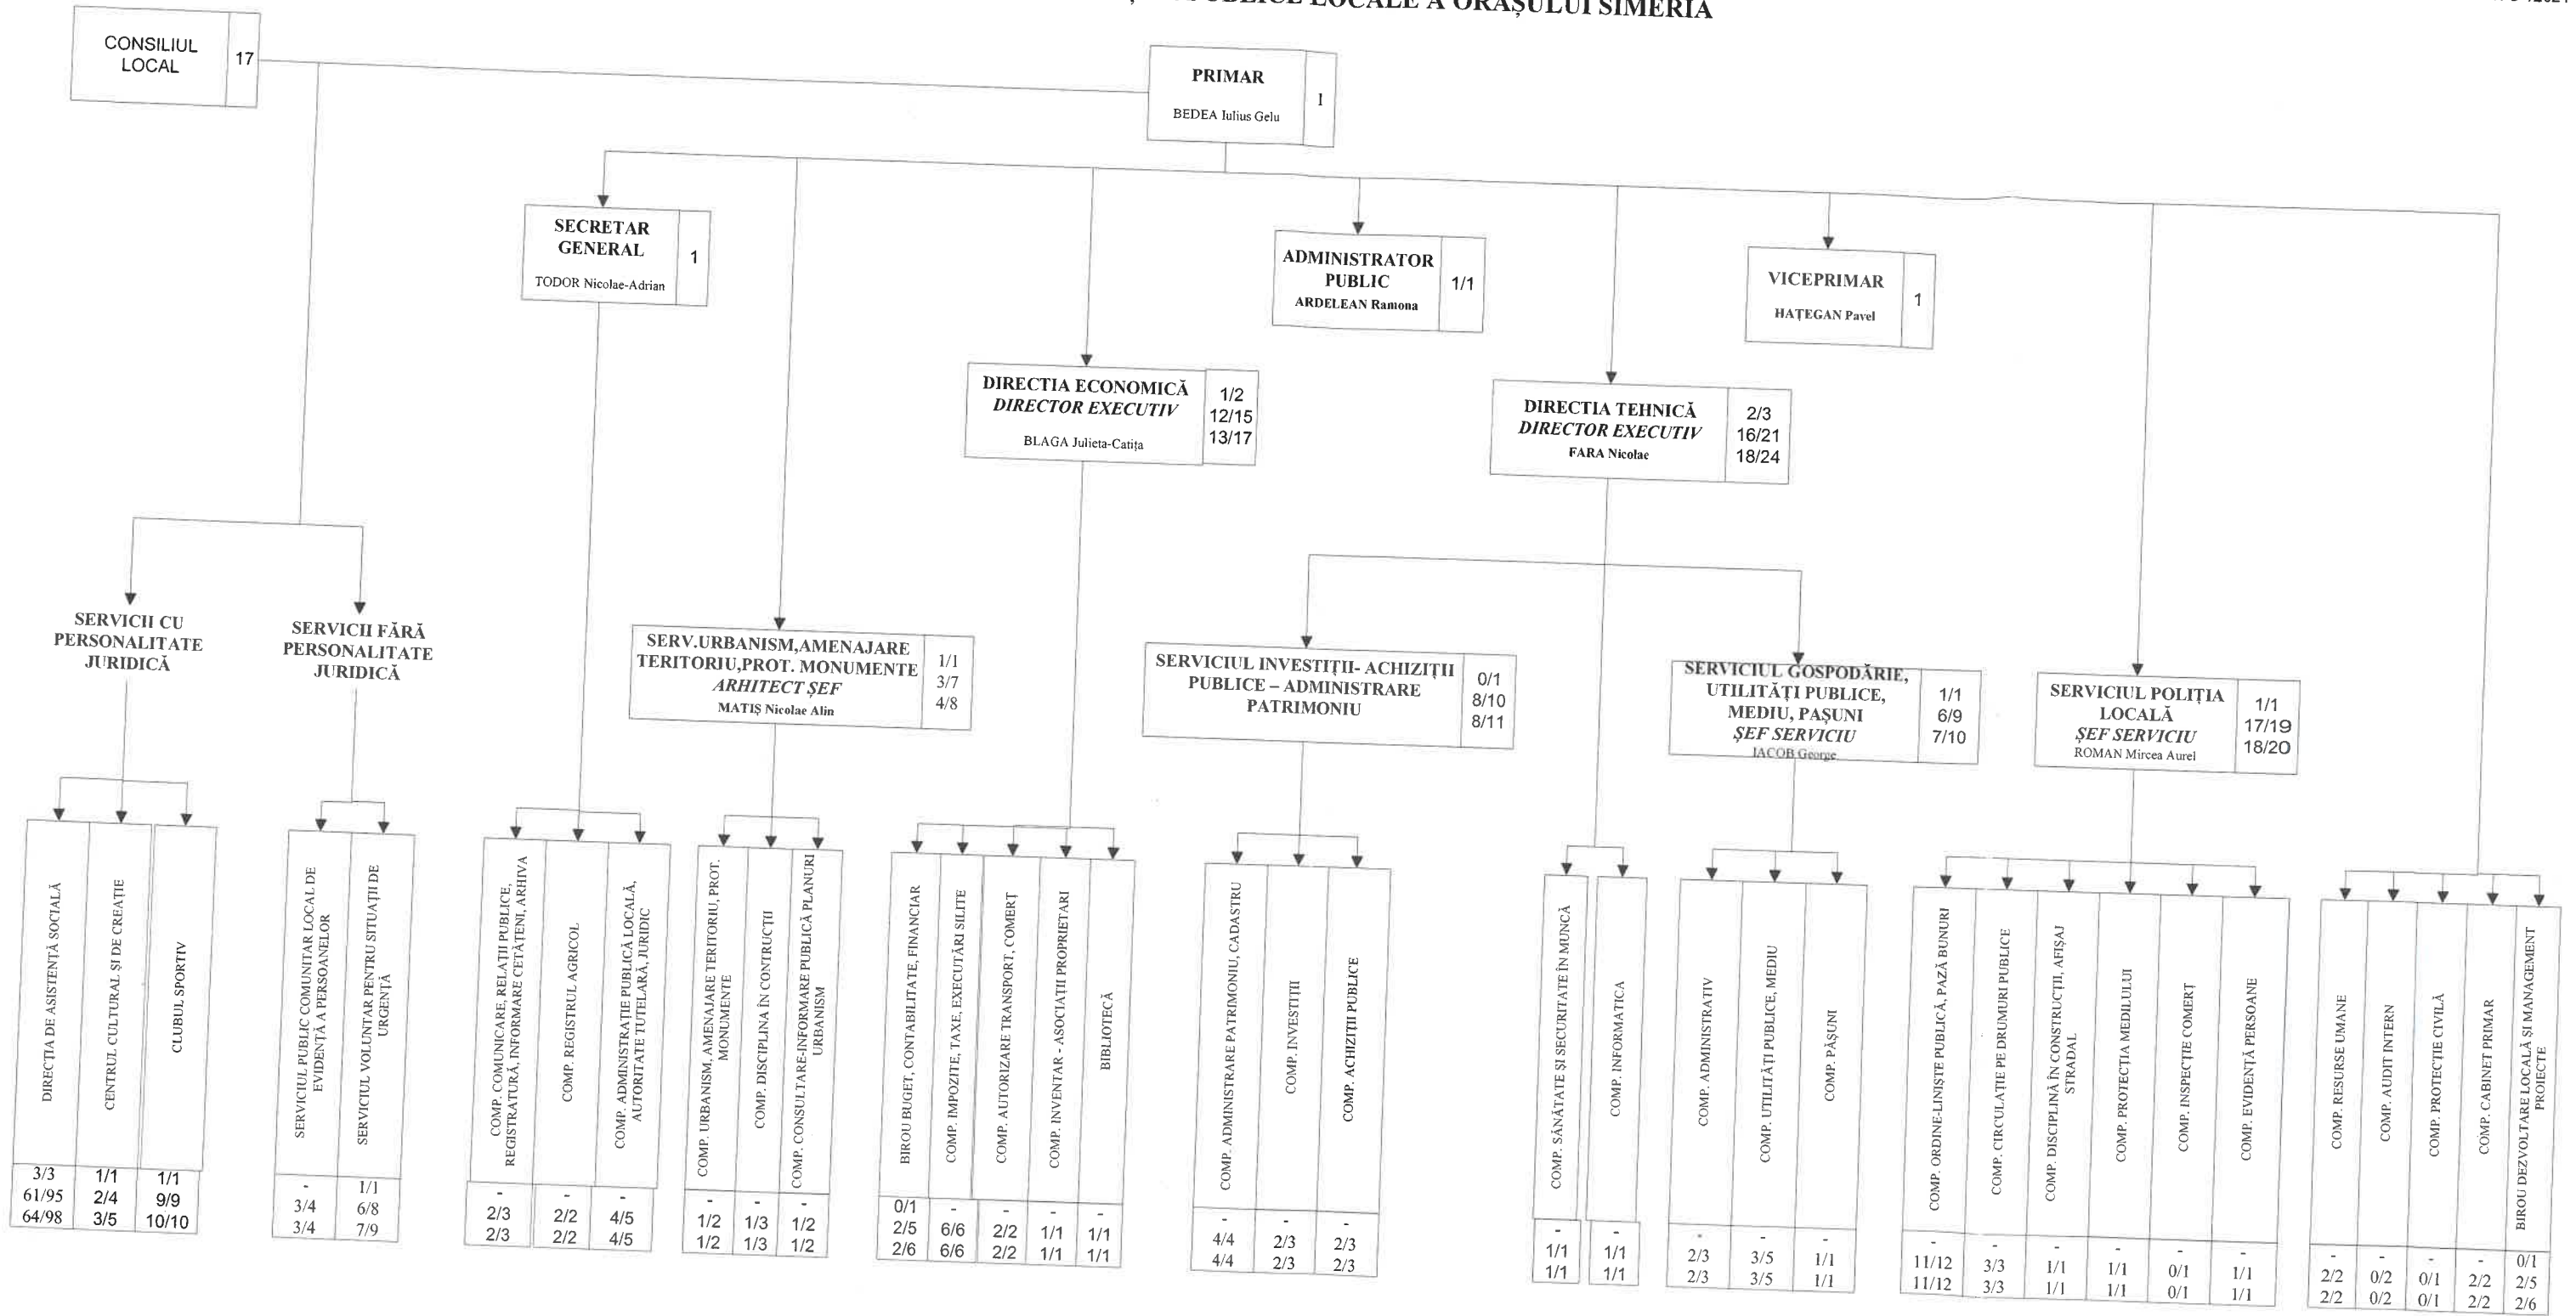 PUBLICE LOCALE A ORAȘULUI SIMERIA
CONSILIUL
LOCAL
17
PRIMAR
BEDEA Iulius Gelu
1
SECRETAR
GENERAL
TODOR Nicolae-Adrian
1
ADMINISTRATOR
PUBLIC
ARDELEAN Ramona
1/1
VICEPRIMAR
HAȚEGAN Pavel
1
DIRECTIA ECONOMICĂ
DIRECTOR EXECUTIV
BLAGA Julieta-Catița
1/2
12/15
13/17
DIRECTIA TEHNICĂ
DIRECTOR EXECUTIV
FARA Nicolae
2/3
16/21
18/24
SERVICII CU
PERSONALITATE
JURIDICĂ
SERVICII FĂRĂ
PERSONALITATE
JURIDICĂ
SERV.URBANISM,AMENAJARE
TERITORIU,PROT. MONUMENTE
ARHITECT ȘEF
MATIȘ Nicolae Alin
1/1
3/7
4/8
SERVICIUL INVESTIȚII- ACHIZIȚII
PUBLICE – ADMINISTRARE
PATRIMONIU
0/1
8/10
8/11
SERVICIUL GOSPODĂRIE,
UTILITĂȚI PUBLICE,
MEDIU, PAȘUNI
ȘEF SERVICIU
IACOB George
1/1
6/9
7/10
SERVICIUL POLIȚIA
LOCALĂ
ȘEF SERVICIU
ROMAN Mircea Aurel
1/1
17/19
18/20
DIRECȚIA DE ASISTENȚĂ SOCIALĂ
3/3
61/95
64/98
CENTRUL CULTURAL ȘI DE CREAȚIE
1/1
2/4
3/5
CLUBUL SPORTIV
1/1
9/9
10/10
SERVICIUL PUBLIC COMUNITAR LOCAL DE
EVIDENȚĂ A PERSOANELOR
-
3/4
3/4
SERVICIUL VOLUNTAR PENTRU SITUAȚII DE
URGENȚĂ
1/1
6/8
7/9
COMP. COMUNICARE, RELAȚII PUBLICE,
REGISTRATURĂ, INFORMARE CETĂTENI, ARHIVA
-
2/3
2/3
COMP. REGISTRUL AGRICOL
-
2/2
2/2
COMP. ADMINISTRAȚIE PUBLICĂ LOCALĂ,
AUTORITATE TUTELARĂ, JURIDIC
-
4/5
4/5
COMP. URBANISM, AMENAJARE TERITORIU, PROT.
MONUMENTE
-
1/2
1/2
COMP. DISCIPLINA ÎN CONTRUCȚII
-
1/3
1/3
COMP. CONSULTARE-INFORMARE PUBLICĂ PLANURI
URBANISM
-
1/2
1/2
BIROU BUGET, CONTABILITATE, FINANCIAR
0/1
2/5
2/6
COMP. IMPOZITE, TAXE, EXECUTĂRI SILITE
-
6/6
6/6
COMP. AUTORIZARE TRANSPORT, COMERȚ
-
2/2
2/2
COMP. INVENTAR - ASOCIAȚII PROPRIETARI
-
1/1
1/1
BIBLIOTECĂ
-
1/1
1/1
COMP. ADMINISTRARE PATRIMONIU, CADASTRU
-
4/4
4/4
COMP. INVESTIȚII
-
2/3
2/3
COMP. ACHIZIȚII PUBLICE
-
2/3
2/3
COMP. SĂNĂTATE ȘI SECURITATE ÎN MUNCĂ
-
1/1
1/1
COMP. INFORMATICA
-
1/1
1/1
COMP. ADMINISTRATIV
-
2/3
2/3
COMP. UTILITĂȚI PUBLICE, MEDIU
-
3/5
3/5
COMP. PĂȘUNI
-
1/1
1/1
COMP. ORDINE-LINIȘTE PUBLICĂ, PAZĂ BUNURI
-
11/12
11/12
COMP. CIRCULAȚIE PE DRUMURI PUBLICE
-
3/3
3/3
COMP. DISCIPLINĂ ÎN CONSTRUCȚII, AFIȘAJ
STRADAL
-
1/1
1/1
COMP. PROTECȚIA MEDILULUI
-
1/1
1/1
COMP. INSPECȚIE COMERȚ
-
0/1
0/1
COMP. EVIDENȚĂ PERSOANE
-
1/1
1/1
COMP. RESURSE UMANE
-
2/2
2/2
COMP. AUDIT INTERN
-
0/2
0/2
COMP. PROTECȚIE CIVILĂ
-
0/1
0/1
COMP. CABINET PRIMAR
-
2/2
2/2
BIROU DEZVOLTARE LOCALĂ ȘI MANAGEMENT
PROIECTE
0/1
2/5
2/6